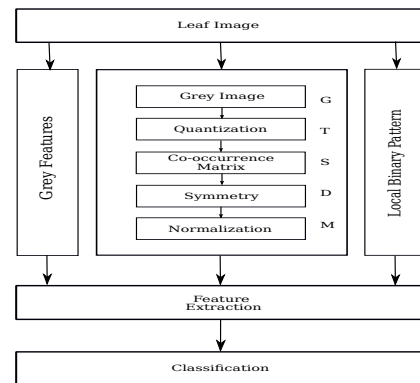 Leaf Image
Grey Features
Grey Image
Quantization
Co-occurrence
Matrix
Symmetry
Normalization
G
T
S
D
M
Local Binary Pattern
Feature
Extraction
Classification